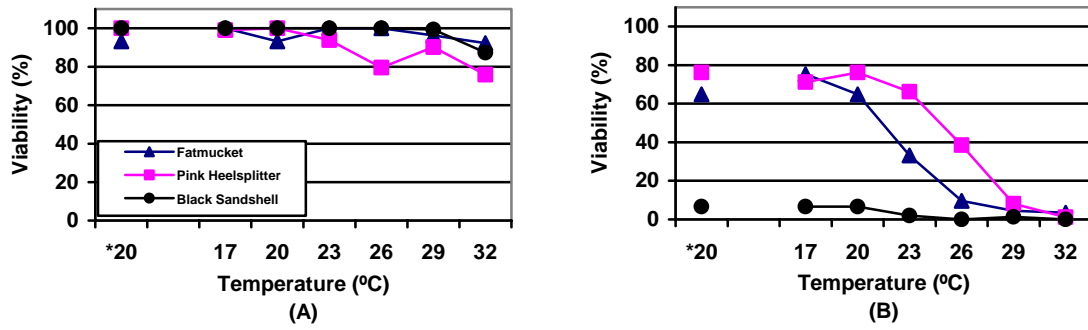 Viability (%)
100
80
60
40
20
0
Fatmucket
Pink Heelsplitter
Black Sandshell
*20 17 20 23 26 29 32
Temperature (ºC)
(A)
Viability (%)
100
80
60
40
20
0
*20 17 20 23 26 29 32
Temperature (ºC)
(B)